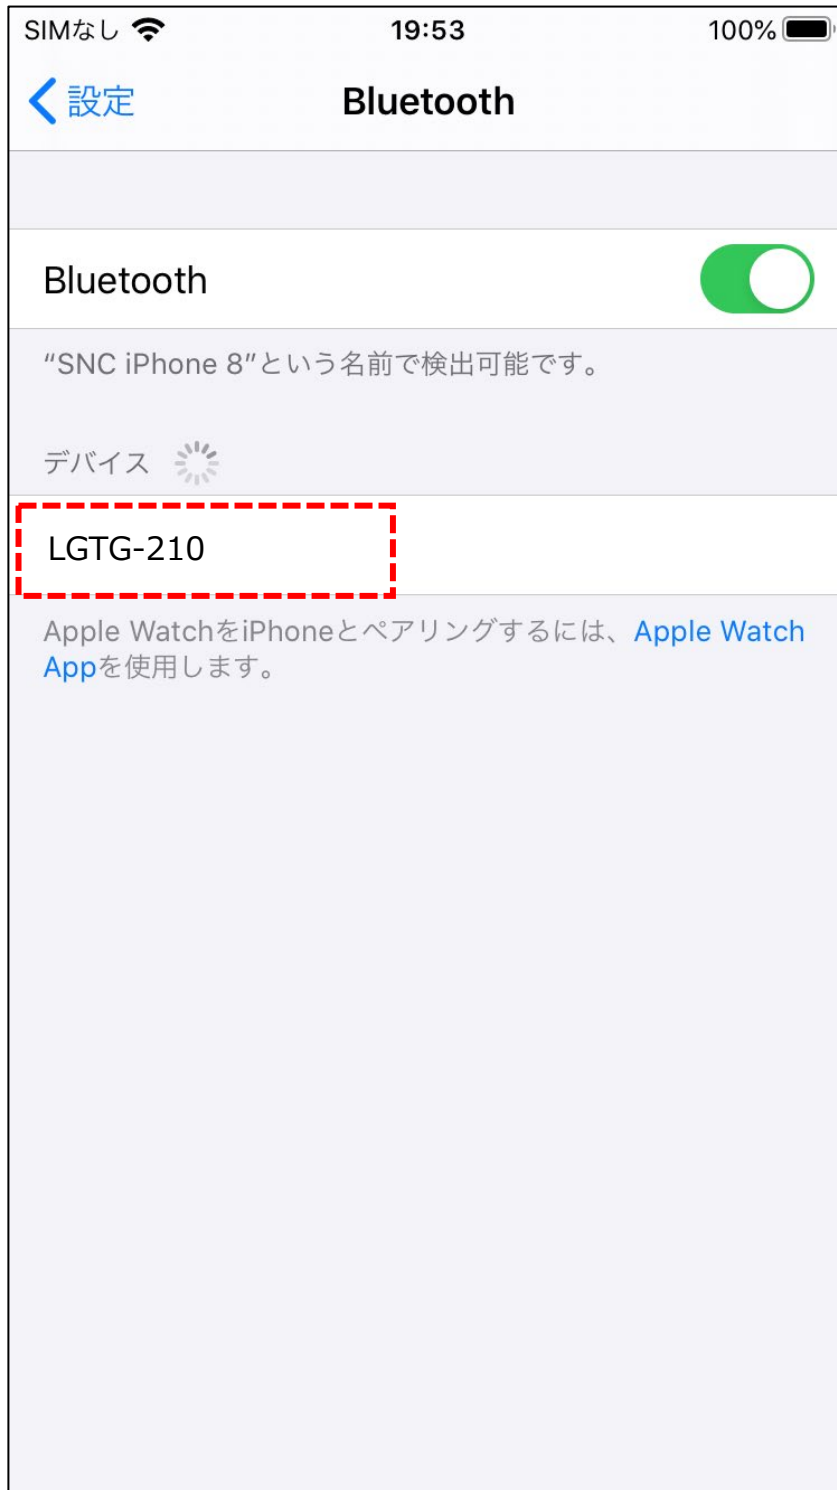 SIMなし 19:53 100%
設定 Bluetooth
Bluetooth
“SNC iPhone 8”という名前で検出可能です。
デバイス
LGTG-210
Apple WatchをiPhoneとペアリングするには、Apple Watch
Appを使用します。